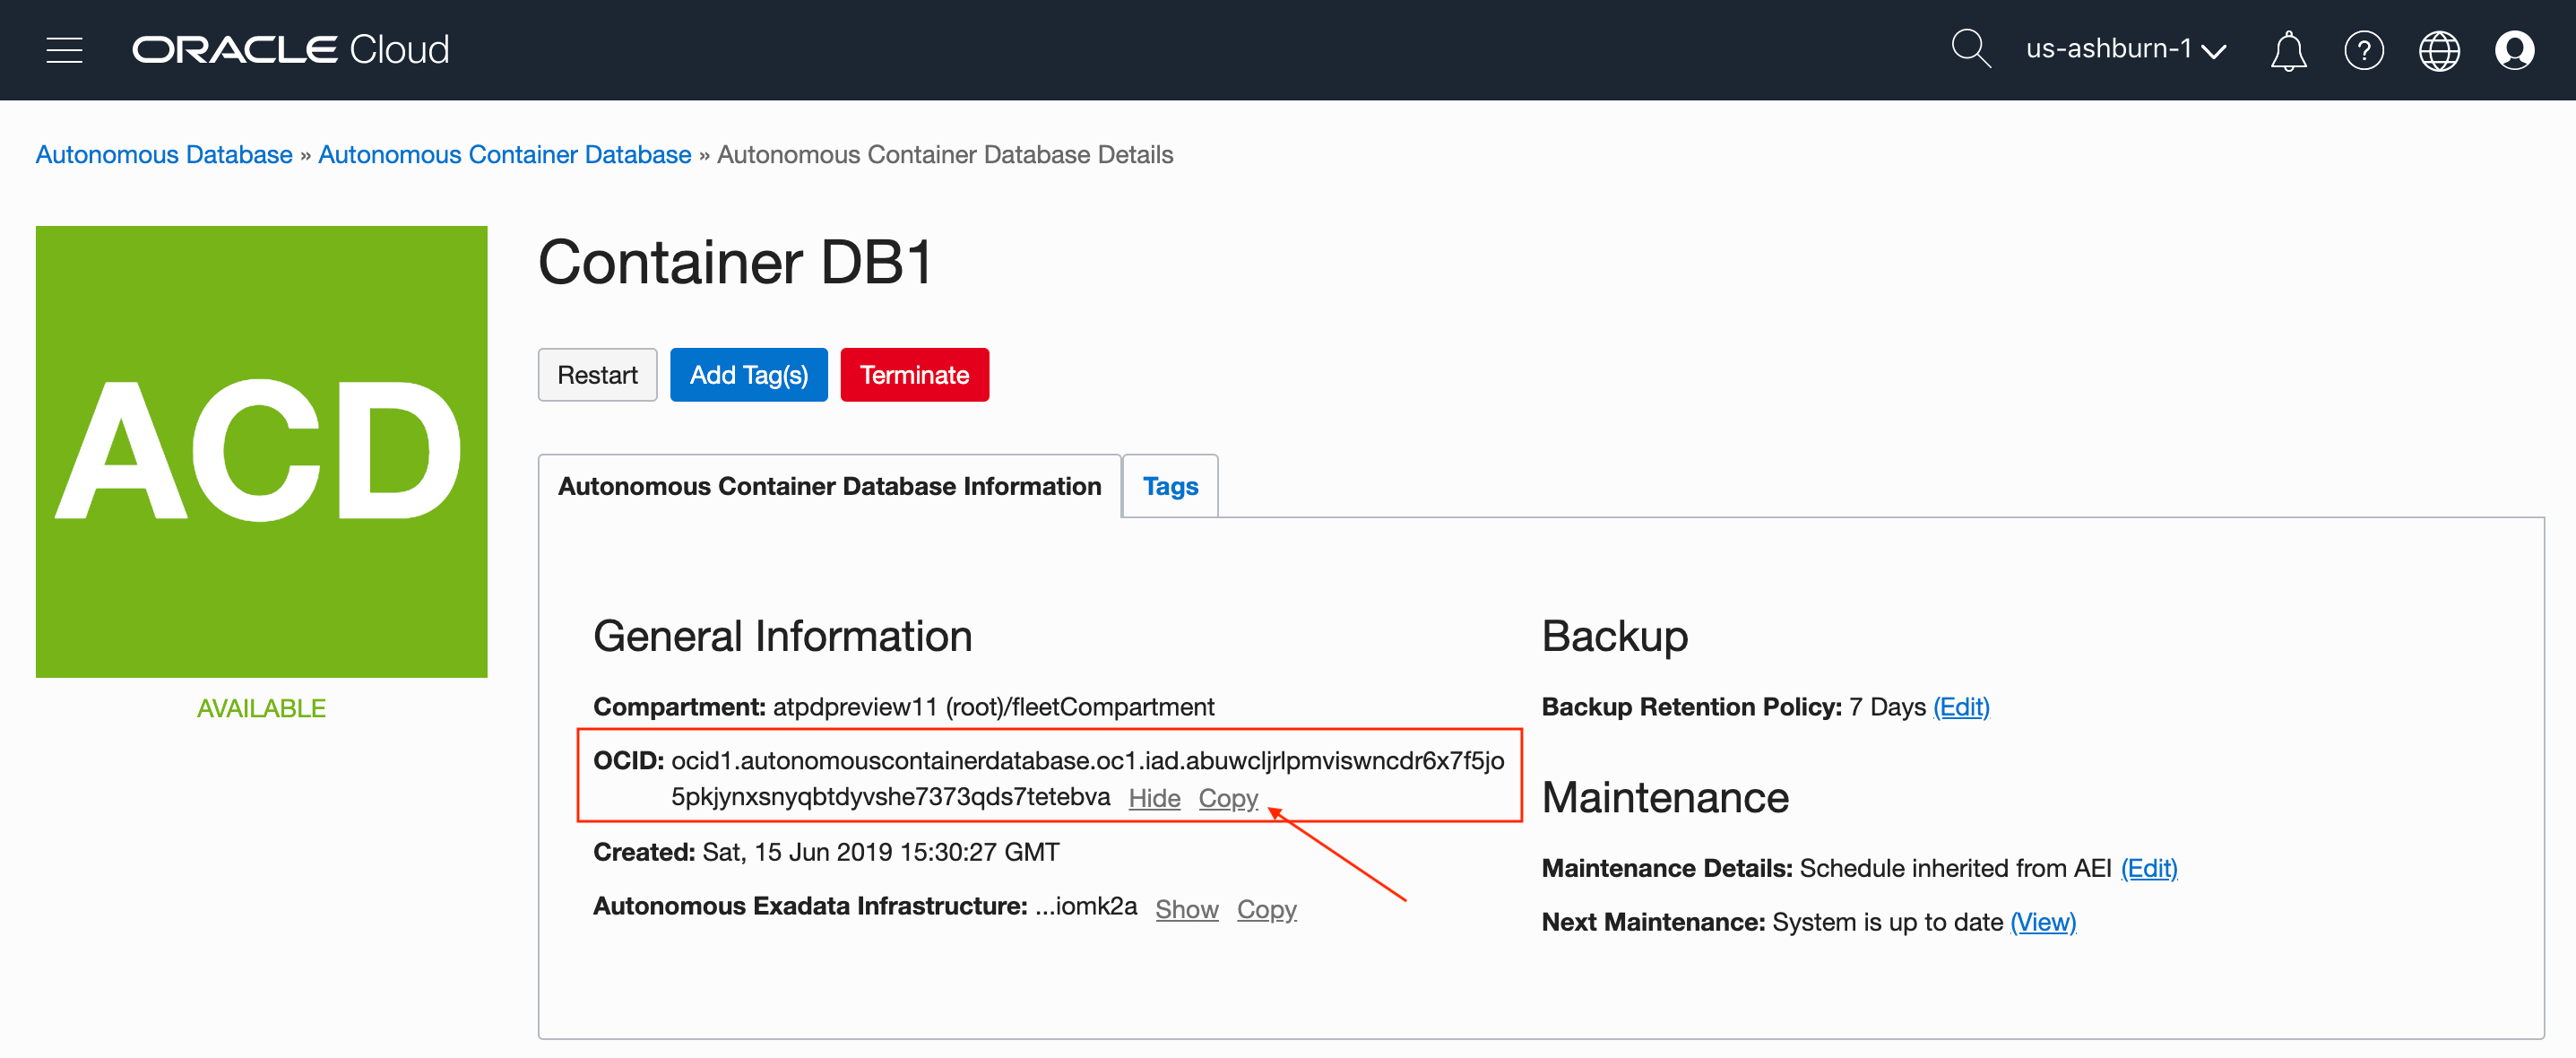 ORACLE Cloud
us-ashburn-1
Autonomous Database » Autonomous Container Database » Autonomous Container Database Details
ACD
AVAILABLE
Container DB1
Restart Add Tag(s) Terminate
Autonomous Container Database Information Tags
General Information
Compartment: atpdpreview11 (root)/fleetCompartment
OCID: ocid1.autonomouscontainerdatabase.oc1.iad.abuwcljrlpmviswncdr6x7f5jo
5pkjynxsnyqbtdyvshe7373qds7tetebva Hide Copy
Created: Sat, 15 Jun 2019 15:30:27 GMT
Autonomous Exadata Infrastructure: ...iomk2a Show Copy
Backup
Backup Retention Policy: 7 Days (Edit)
Maintenance
Maintenance Details: Schedule inherited from AEI (Edit)
Next Maintenance: System is up to date (View)